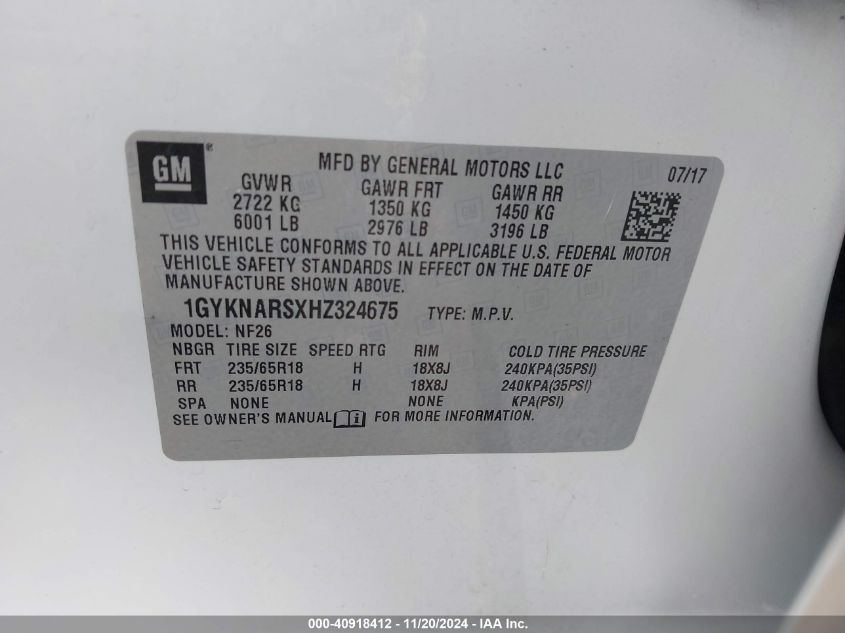 GM®
MFD BY GENERAL MOTORS LLC 07/17
GVWR GAWR FRT GAWR RR
2722 KG 1350 KG 1450 KG
6001 LB 2976 LB 3196 LB
THIS VEHICLE CONFORMS TO ALL APPLICABLE U.S. FEDERAL MOTOR
VEHICLE SAFETY STANDARDS IN EFFECT ON THE DATE OF
MANUFACTURE SHOWN ABOVE.
1GYKNARSXHZ324675 TYPE: M.P.V.
MODEL: NF26
NBGR TIRE SIZE SPEED RTG RIM COLD TIRE PRESSURE
FRT 235/65R18 H 18X8J 240KPA(35PSI)
RR 235/65R18 H 18X8J 240KPA(35PSI)
SPA NONE NONE KPA(PSI)
SEE OWNER'S MANUAL i FOR MORE INFORMATION.
000-40918412 - 11/20/2024 - IAA Inc.